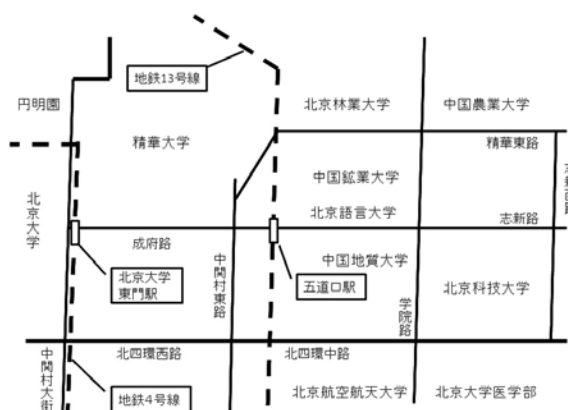 地鉄13号線
円明園
北京林業大学
中国農業大学
精華大学
精華東路
中国鉱業大学
北京大学
北京語言大学
志新路
成府路
中関村東路
中国地質大学
北京大学
東門駅
五道口駅
学院路
北京科技大学
北四環西路
北四環中路
中関村大街
地鉄4号線
北京航空航天大学
北京大学医学部